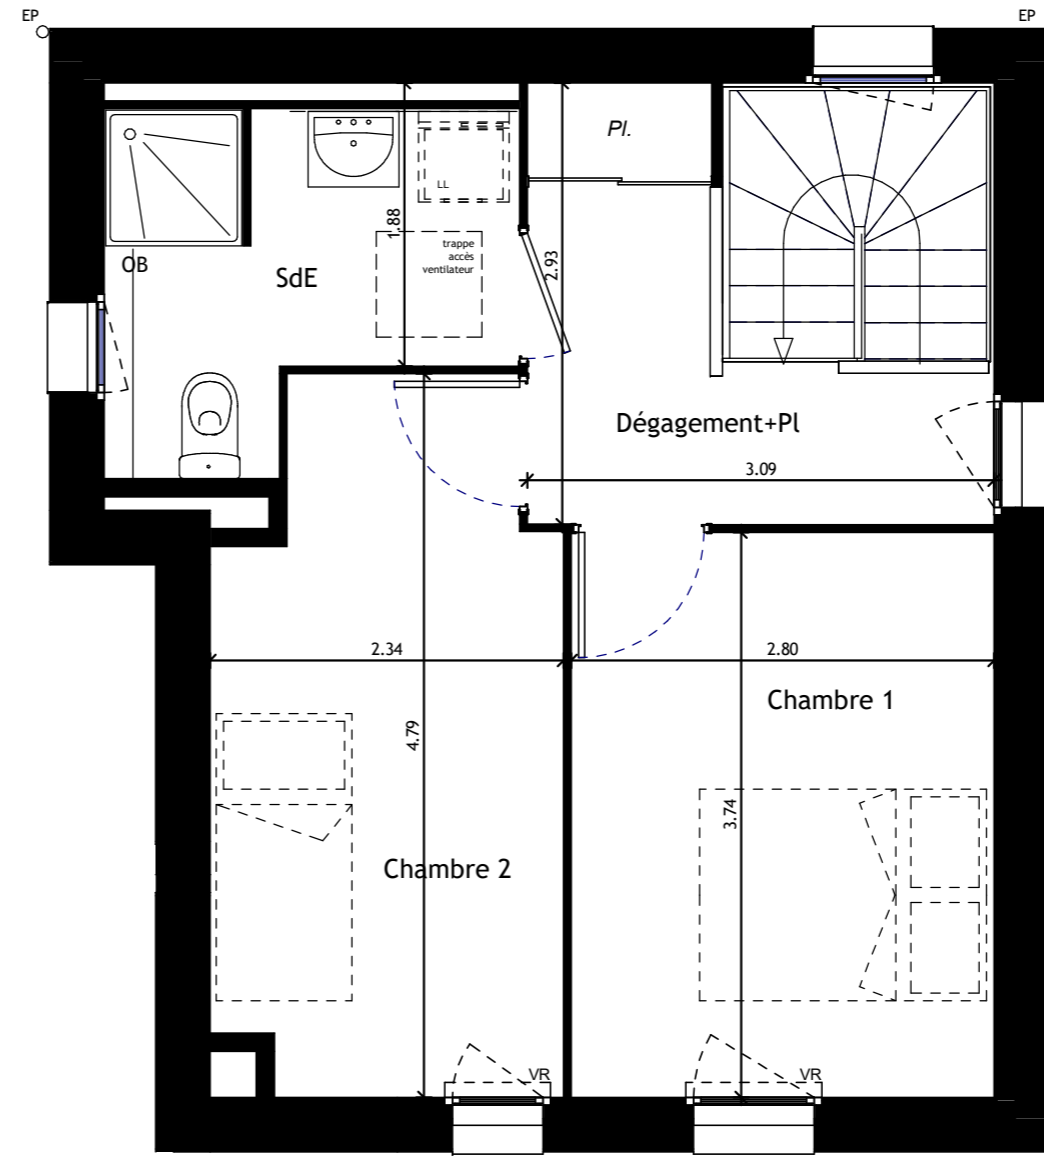 EP
EP
Pl.
LL
1.88
trappe
accès
ventilateur
2.93
OB
SdE
Dégagement+Pl
3.09
2.34
2.80
Chambre 1
4.79
3.74
Chambre 2
VR
VR